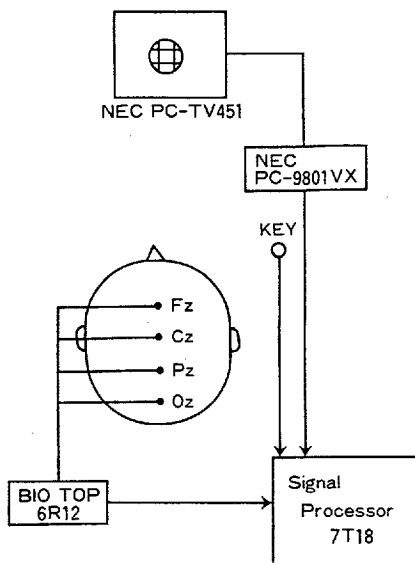 NEC PC-TV451
NEC
PC-9801VX
KEY
Fz
Cz
Pz
Oz
BIO TOP
6R12
Signal
Processor
7T18